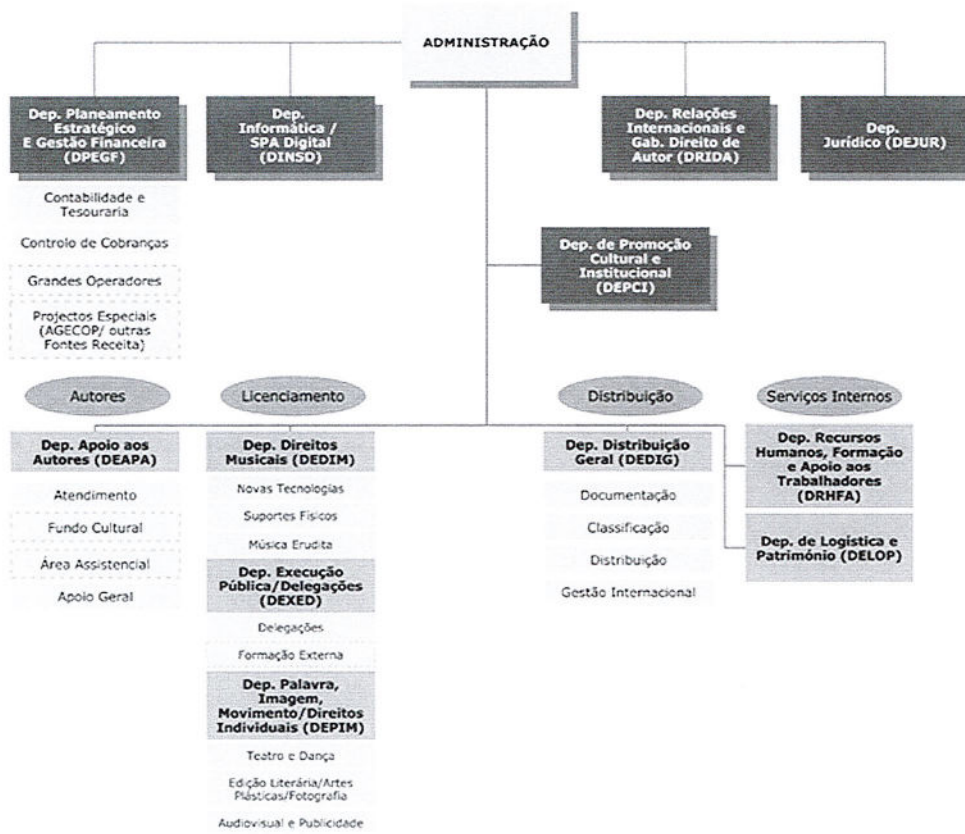 ADMINISTRAÇÃO
Dep. Planeamento
Estratégico
E Gestão Financeira
(DPEGF)
Dep.
Informática /
SPA Digital
(DINSD)
Dep. Relações
Internacionais e
Gab. Direito de
Autor (DRIDA)
Dep.
Jurídico (DEJUR)
Contabilidade e
Tesouraria
Controlo de Cobranças
Grandes Operadores
Projectos Especiais
(AGECOP/ outras
Fontes Receita)
Dep. de Promoção
Cultural e
Institucional
(DEPCI)
Autores
Licenciamento
Distribuição
Serviços Internos
Dep. Apoio aos
Autores (DEAPA)
Atendimento
Fundo Cultural
Área Assistencial
Apoio Geral
Dep. Direitos
Musicais (DEDIM)
Novas Tecnologias
Suportes Físicos
Música Erudita
Dep. Execução
Pública/Delegações
(DEXED)
Delegações
Formação Externa
Dep. Palavra,
Imagem,
Movimento/Direitos
Individuais (DEPIM)
Teatro e Dança
Edição Literária/Artes
Plásticas/Fotografia
Audiovisual e Publicidade
Dep. Distribuição
Geral (DEDIG)
Documentação
Classificação
Distribuição
Gestão Internacional
Dep. Recursos
Humanos, Formação
e Apoio aos
Trabalhadores
(DRHFA)
Dep. de Logística e
Património (DELOP)